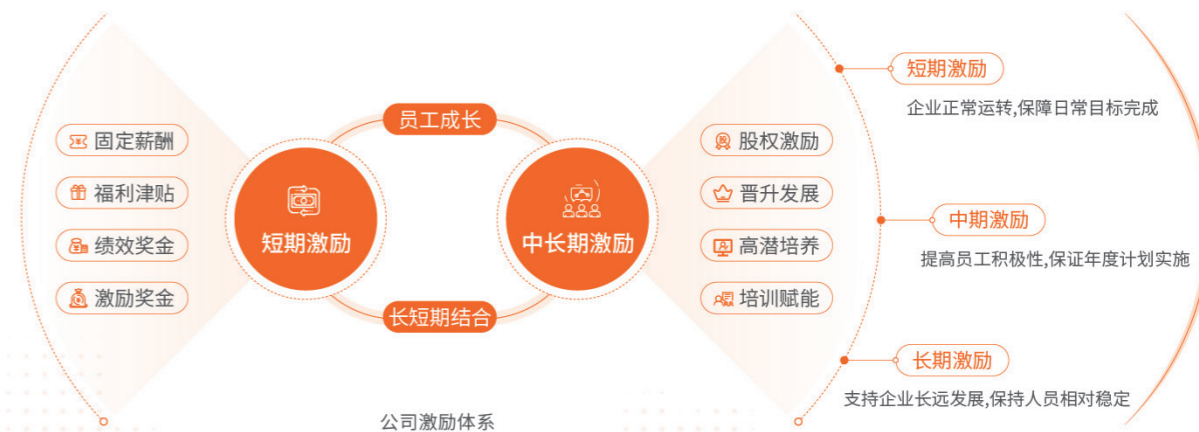 固定薪酬
福利津贴
绩效奖金
激励奖金
短期激励
员工成长
长短期结合
中长期激励
股权激励
晋升发展
高潜培养
培训赋能
短期激励
企业正常运转,保障日常目标完成
中期激励
提高员工积极性,保证年度计划实施
长期激励
支持企业长远发展,保持人员相对稳定
公司激励体系